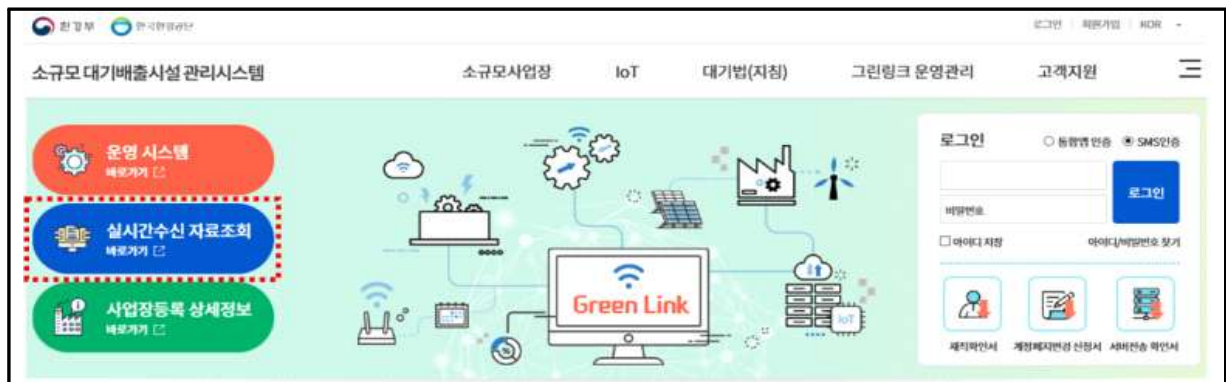 환경부 한국환경공단
로그인 회원가입 KOR
소규모 대기배출시설 관리시스템 소규모사업장 IoT 대기법(지침) 그린링크 운영관리 고객지원
운영 시스템
바로가기
실시간수신 자료조회
바로가기
사업장등록 상세정보
바로가기
Green Link
IoT
로그인 통합앱 인증 SMS인증
로그인
비밀번호
아이디 저장 아이디/비밀번호 찾기
재직확인서 계정폐지변경 신청서 서버전송 확인서